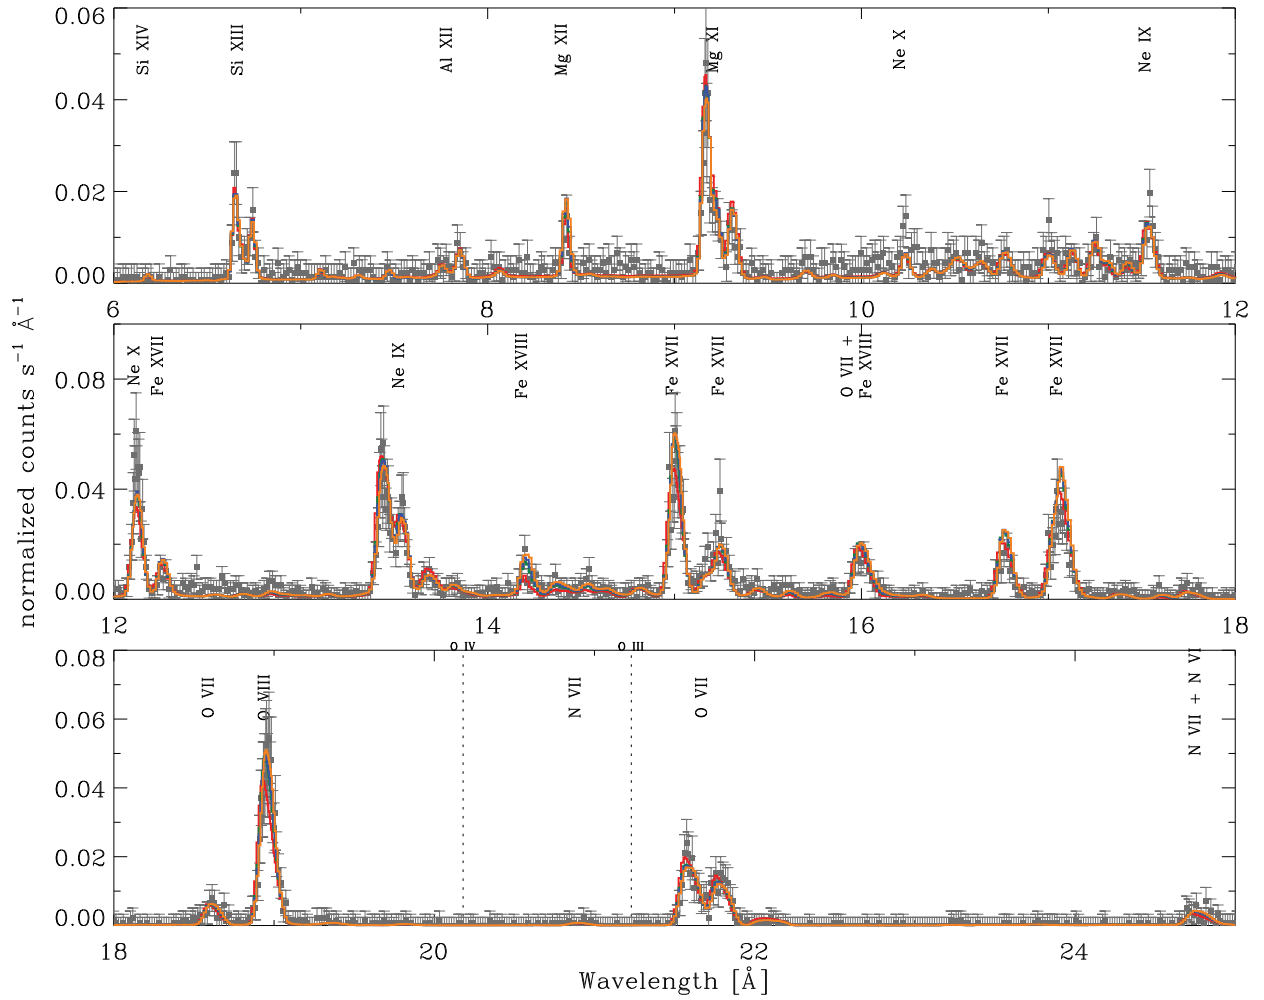 0.06
0.04
0.02
0.00
Si XIV
Si XIII
Al XII
Mg XII
Mg XI
Ne X
Ne IX
6
8
10
12
0.08
0.04
0.00
Ne X
Fe XVII
Ne IX
Fe XVIII
Fe XVII
Fe XVII
O VII +
Fe XVIII
Fe XVII
Fe XVII
12
14
16
18
0.08
0.06
0.04
0.02
0.00
O VII
O VIII
O IV
N VII
O III
O VII
N VII + N VI
18
20
22
24
normalized counts s⁻¹ Å⁻¹
Wavelength [Å]